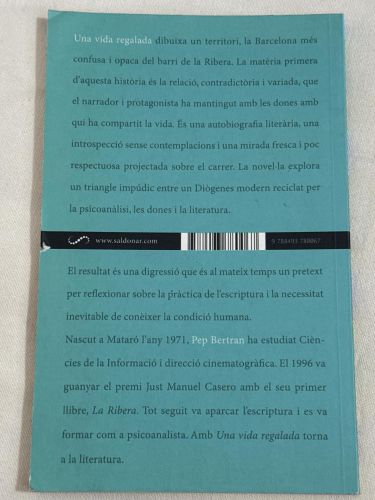 Una vida regalada dibuixa un territori, la Barcelona més
confusa i opaca del barri de la Ribera. La matèria primera
d'aquesta història és la relació, contradictòria i variada, que
el narrador i protagonista ha mantingut amb les dones amb
qui ha compartit la vida. És una autobiografia literària, una
introspecció sense contemplacions i una mirada fresca i poc
respectuosa projectada sobre el carrer. La novel·la explora
un triangle impúdic entre un Diògenes modern reciclat per
la psicoanàlisi, les dones i la literatura.
www.saldonar.com
9 788493 788067
El resultat és una digressió que és al mateix temps un pretext
per reflexionar sobre la pràctica de l'escriptura i la necessitat
inevitable de conèixer la condició humana.
Nascut a Mataró l'any 1971, Pep Bertran ha estudiat Cièn-
cies de la Informació i direcció cinematogràfica. El 1996 va
guanyar el premi Just Manuel Casero amb el seu primer
llibre, La Ribera. Tot seguit va aparcar l'escriptura i es va
formar com a psicoanalista. Amb Una vida regalada torna
a la literatura.